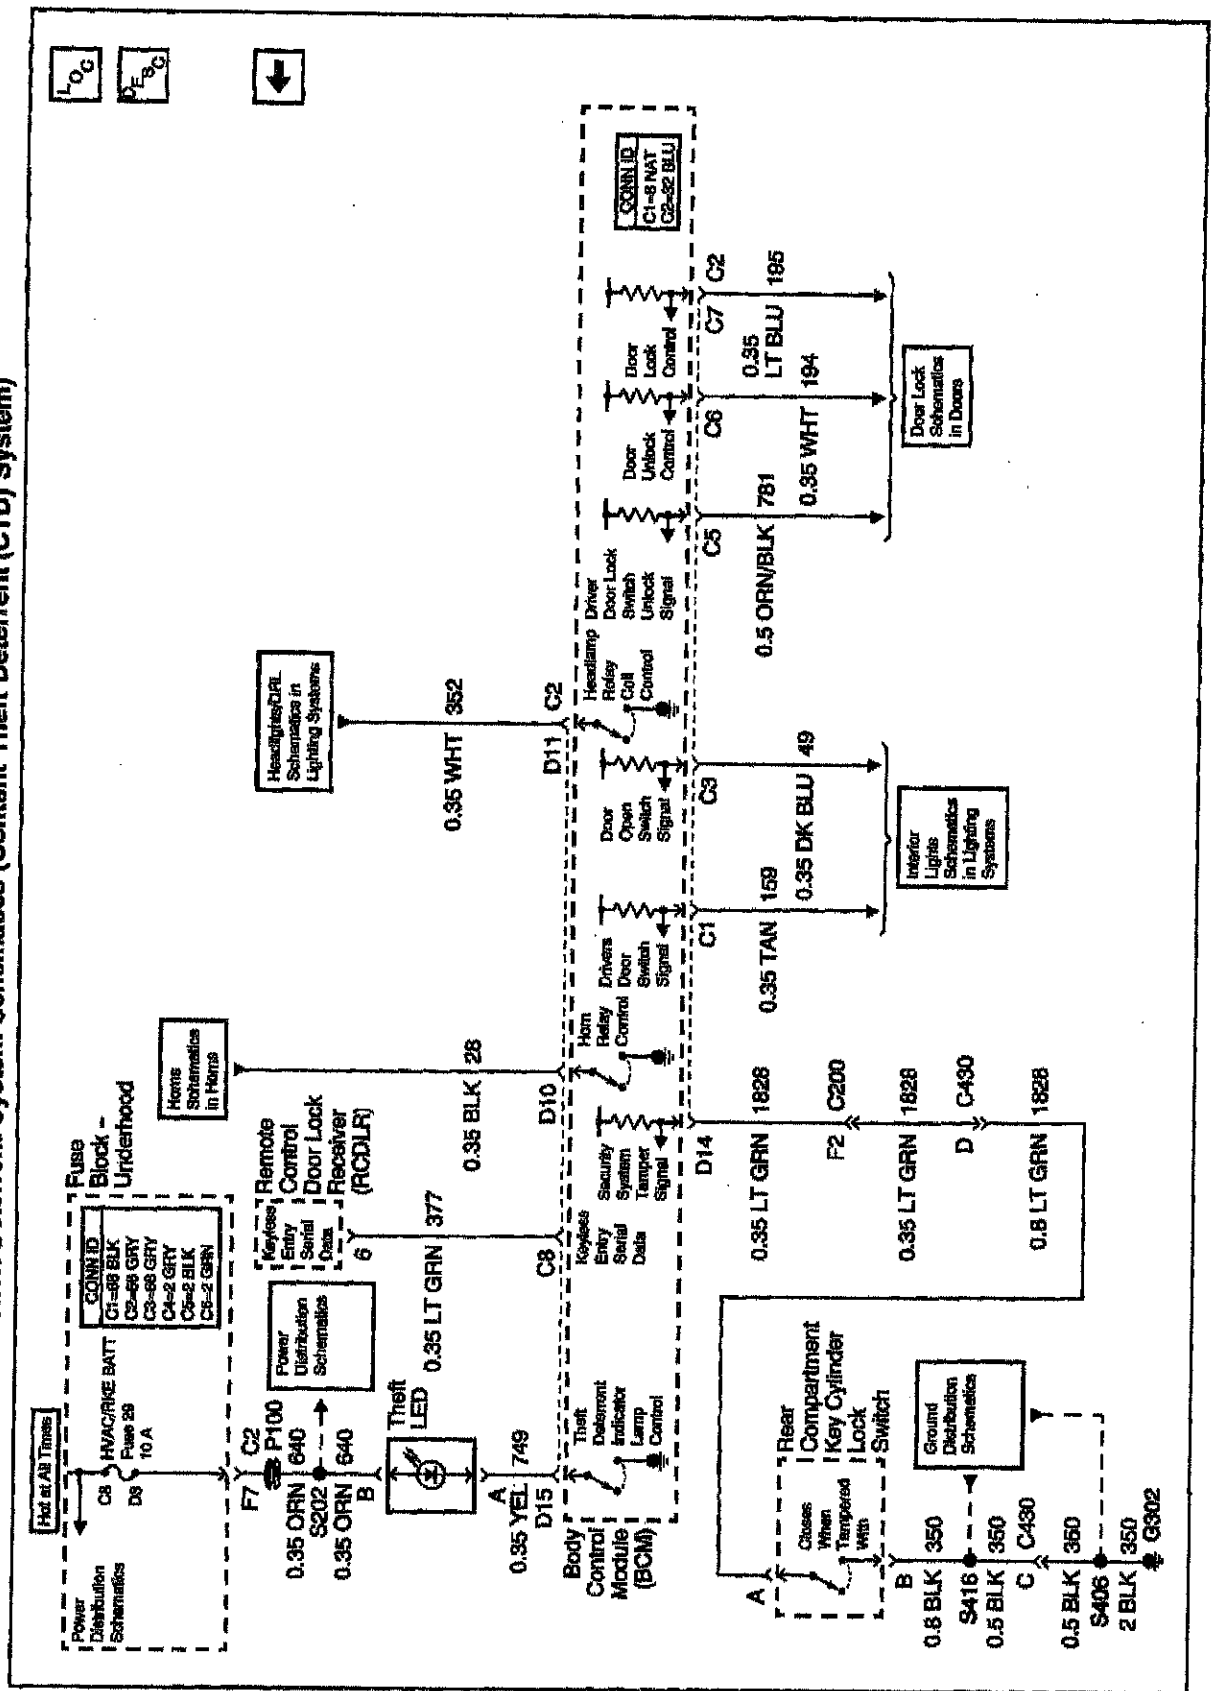 (Content Theft Deterrent (CTD) System)
LOC
DESC
Hot at All Times
Power
Distribution
Schematics
C8
HVAC/RKE BATT
Fuse 29
10 A
D8
CONN ID
C1=68 BLK
C2=68 GRY
C3=68 GRY
C4=2 GRY
C5=2 BLK
C6=2 GRN
Fuse
Block –
Underhood
F7
C2
P100
0.35 ORN
640
S202
0.35 ORN
640
B
Power
Distribution
Schematics
Theft
LED
A
0.35 YEL
749
D15
Keyless
Entry
Serial
Data
Remote
Control
Door Lock
Receiver
(RCDLR)
6
0.35 LT GRN
377
C8
Horns
Schematics
in Horns
0.35 BLK
28
D10
Headlights/DRL
Schematics in
Lighting Systems
0.35 WHT
352
D11
C2
Body
Control
Module
(BCM)
Theft
Deterrent
Indicator
Lamp
Control
Keyless
Entry
Serial
Data
Security
System
Tamper
Signal
Horn
Relay
Control
Drivers
Door
Switch
Signal
Door
Open
Switch
Signal
Headlamp
Relay
Coil
Control
Driver
Door Lock
Switch
Unlock
Signal
Door
Unlock
Control
Door
Lock
Control
CONN ID
C1=8 NAT
C2=32 BLU
D14
0.35 LT GRN
1828
F2
C200
0.35 LT GRN
1828
D
C430
0.8 LT GRN
1828
C1
0.35 TAN
159
C3
0.35 DK BLU
49
Interior
Lights
Schematics
in Lighting
Systems
C5
0.5 ORN/BLK
781
C6
0.35 WHT
194
C7
C2
0.35
LT BLU
195
Door Lock
Schematics
in Doors
A
Closes
When
Tampered
With
Rear
Compartment
Key Cylinder
Lock
Switch
B
0.8 BLK
350
S416
0.5 BLK
350
C
C430
0.5 BLK
350
S406
2 BLK
350
G302
Ground
Distribution
Schematics